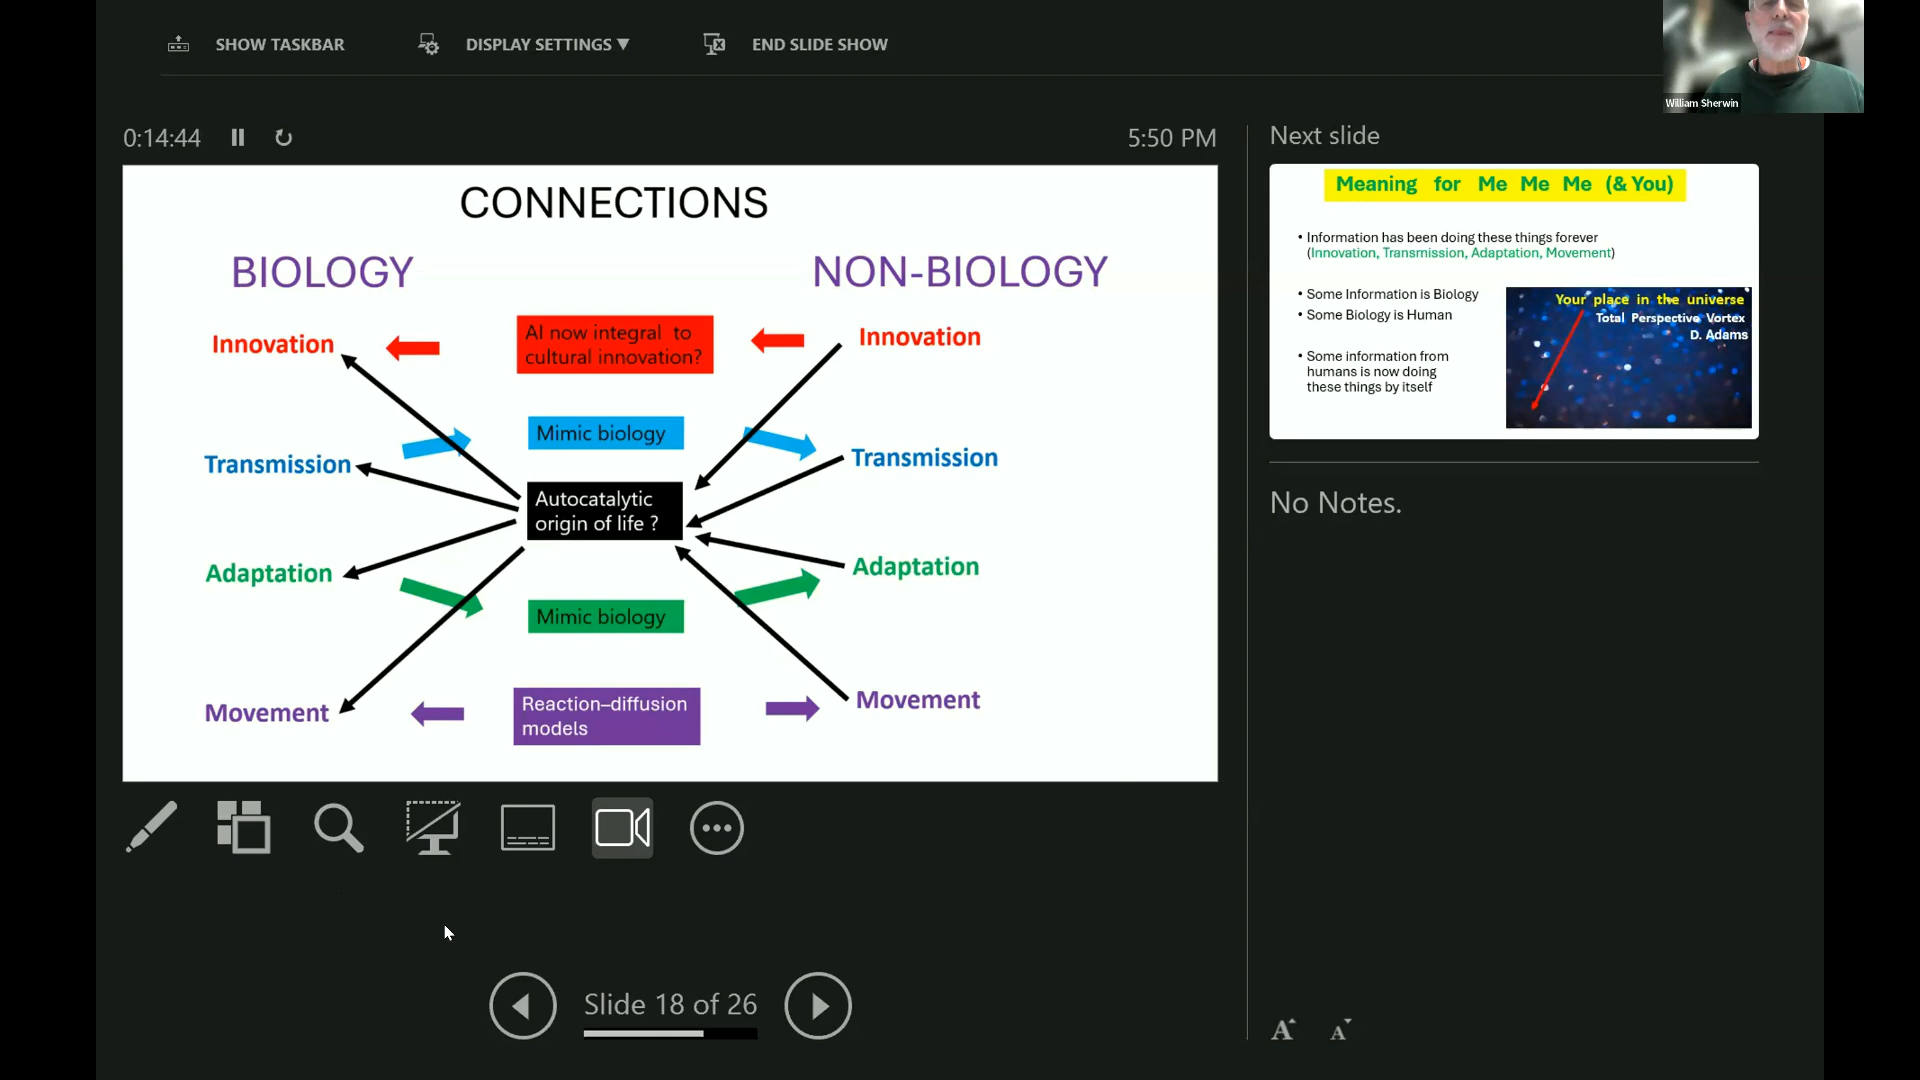 SHOW TASKBAR
DISPLAY SETTINGS ▼
END SLIDE SHOW
William Sherwin
0:14:44
5:50 PM
Next slide
CONNECTIONS
BIOLOGY
NON-BIOLOGY
Innovation
AI now integral to
cultural innovation?
Innovation
Mimic biology
Transmission
Transmission
Autocatalytic
origin of life ?
Adaptation
Adaptation
Mimic biology
Movement
Reaction–diffusion
models
Movement
Meaning for Me Me Me (& You)
• Information has been doing these things forever
(Innovation, Transmission, Adaptation, Movement)
• Some Information is Biology
• Some Biology is Human
• Some information from
humans is now doing
these things by itself
Your place in the universe
Total Perspective Vortex
D. Adams
No Notes.
Slide 18 of 26
A
A